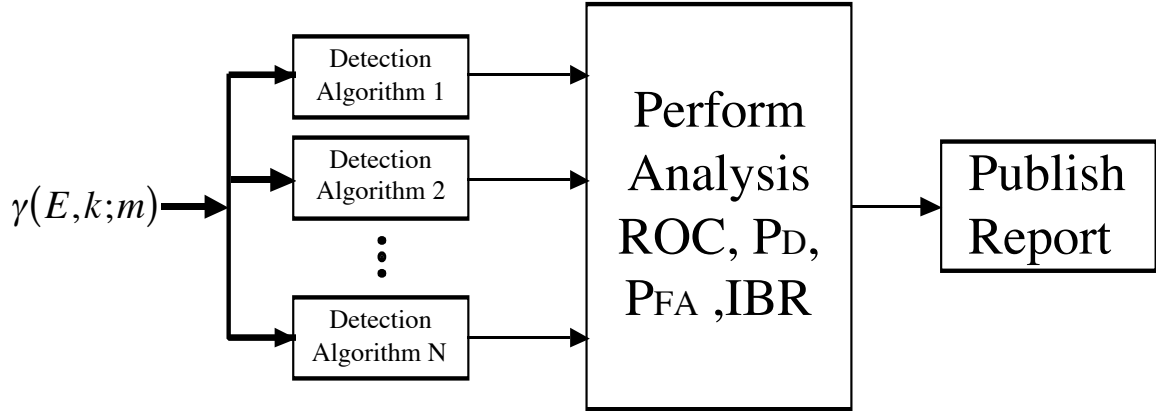 γ(E,k;m)
Detection
Algorithm 1
Detection
Algorithm 2
Detection
Algorithm N
Perform
Analysis
ROC, PD,
PFA ,IBR
Publish
Report